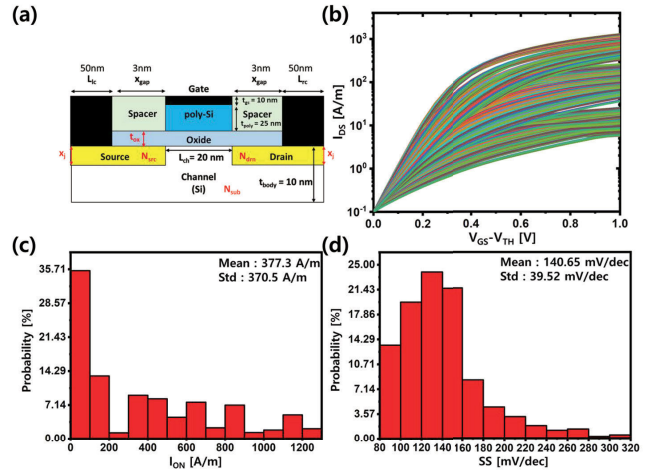 (a)
50nm 3nm 3nm 50nm
L_lc x_gap x_gap L_rc
Gate
t_gc = 10 nm
Spacer poly-Si Spacer
t_poly = 25 nm
t_ox Oxide
x_j x_j
Source N_src L_ch = 20 nm N_drn Drain
Channel
(Si) N_sub
t_body = 10 nm
(b)
10^3
10^2
10^1
10^0
10^-1
I_DS [A/m]
0.0 0.2 0.4 0.6 0.8 1.0
V_GS-V_TH [V]
(c)
Mean : 377.3 A/m
Std : 370.5 A/m
35.71
28.57
21.43
14.29
7.14
0.00
Probability [%]
0 200 400 600 800 1000 1200
I_ON [A/m]
(d)
Mean : 140.65 mV/dec
Std : 39.52 mV/dec
25.00
21.43
17.86
14.29
10.71
7.14
3.57
0.00
Probability [%]
80 100 120 140 160 180 200 220 240 260 280 300 320
SS [mV/dec]